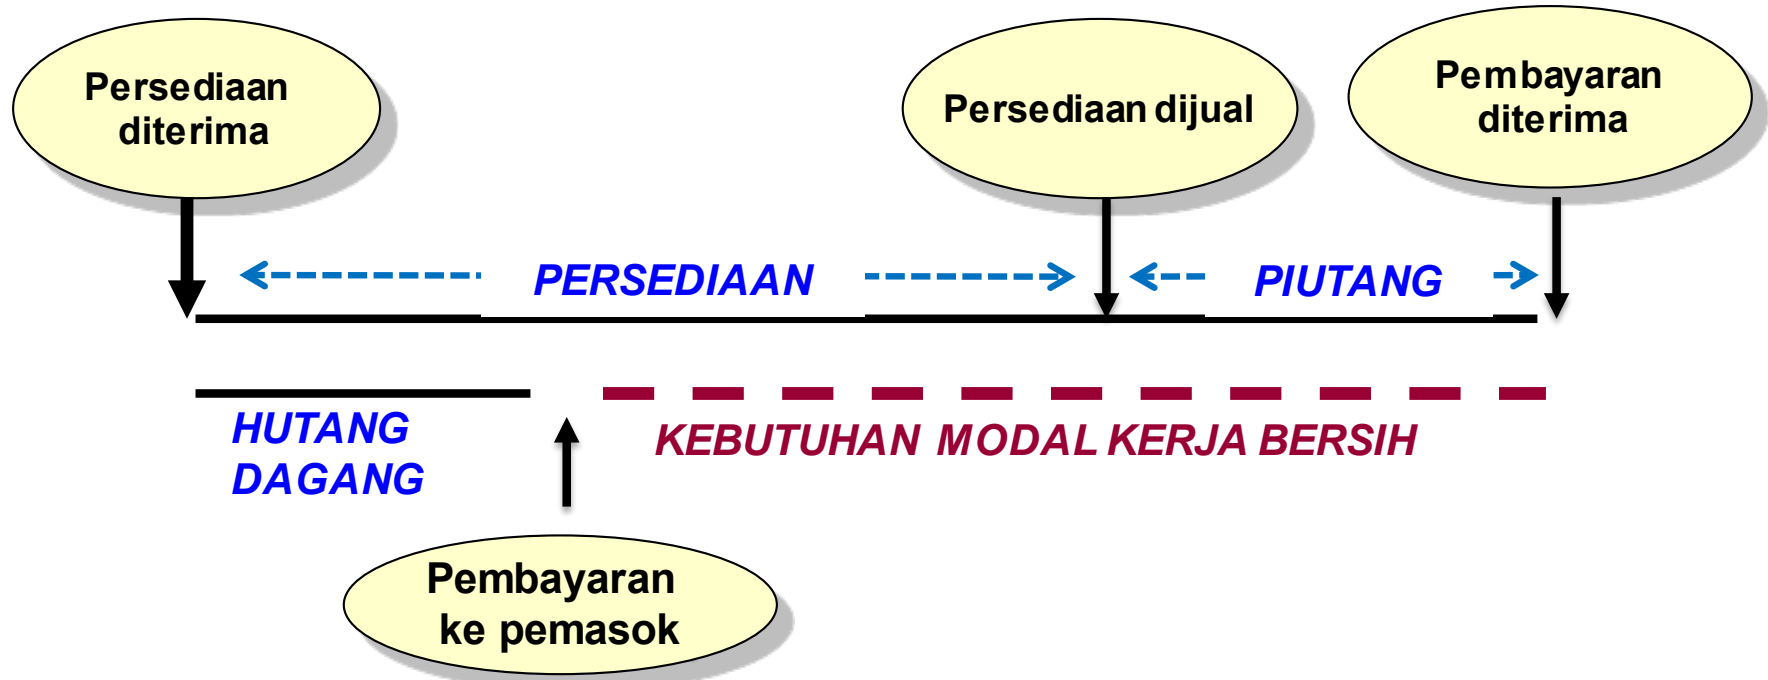 Persediaan
diterima
Persediaan dijual
Pembayaran
diterima
PERSEDIAAN
PIUTANG
HUTANG
DAGANG
KEBUTUHAN MODAL KERJA BERSIH
Pembayaran
ke pemasok